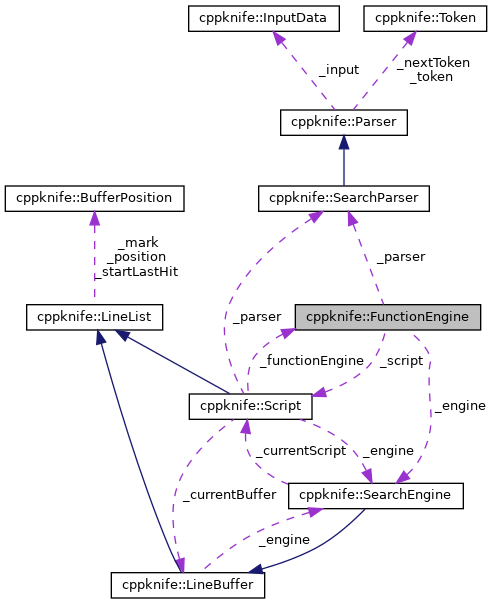 cppknife::InputData
cppknife::Token
_input
_nextToken
_token
cppknife::Parser
cppknife::BufferPosition
cppknife::SearchParser
_mark
_position
_startLastHit
_parser
cppknife::LineList
_parser
cppknife::FunctionEngine
_functionEngine
_script
cppknife::Script
_engine
_currentScript
_engine
_currentBuffer
cppknife::SearchEngine
_engine
cppknife::LineBuffer